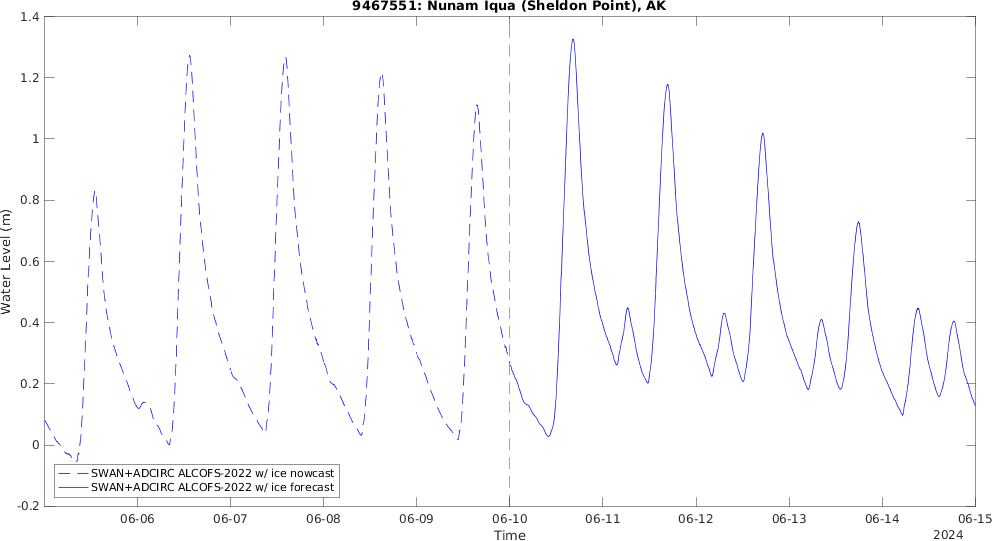 9467551: Nunam Iqua (Sheldon Point), AK
1.4
1.2
1
0.8
0.6
0.4
0.2
0
-0.2
Water Level (m)
SWAN+ADCIRC ALCOFS-2022 w/ ice nowcast
SWAN+ADCIRC ALCOFS-2022 w/ ice forecast
06-06 06-07 06-08 06-09 06-10 06-11 06-12 06-13 06-14 06-15
Time
2024